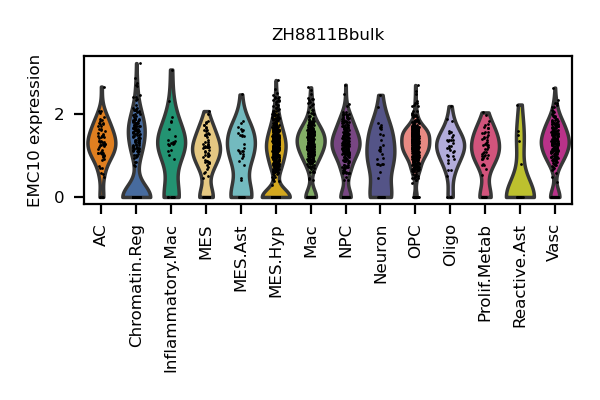 ZH8811Bbulk
EMC10 expression
2
0
AC
Chromatin.Reg
Inflammatory.Mac
MES
MES.Ast
MES.Hyp
Mac
NPC
Neuron
OPC
Oligo
Prolif.Metab
Reactive.Ast
Vasc